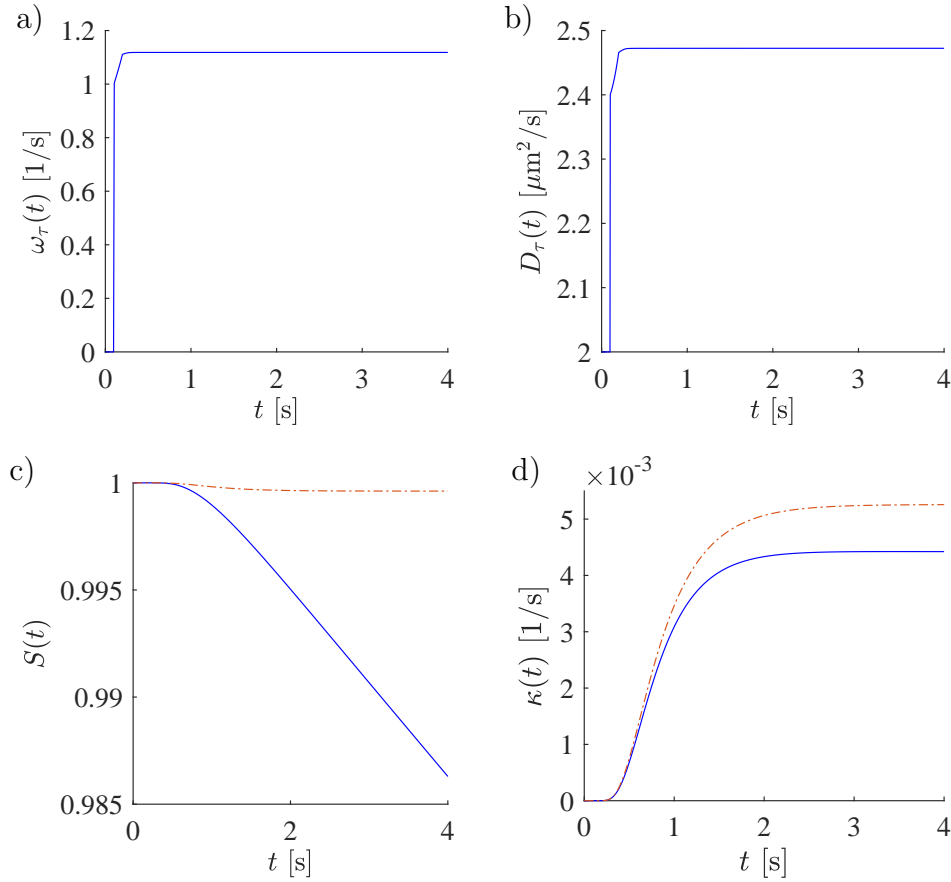 a)
1.2
1
0.8
0.6
0.4
0.2
0
0 1 2 3 4
t [s]
ω_τ(t) [1/s]
b)
2.5
2.4
2.3
2.2
2.1
2
0 1 2 3 4
t [s]
D_τ(t) [μm²/s]
c)
1
0.995
0.99
0.985
0 2 4
t [s]
S(t)
d)
×10⁻³
5
4
3
2
1
0
0 1 2 3 4
t [s]
κ(t) [1/s]